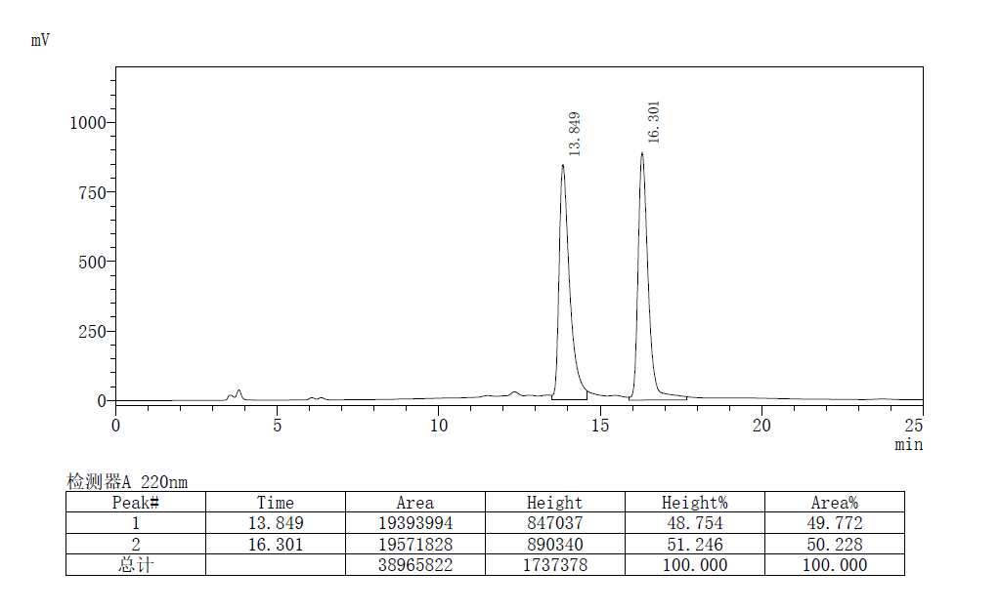 mV
1000
750
500
250
0
13.849
16.301
0 5 10 15 20 25
min
检测器A 220nm
Peak# Time Area Height Height% Area%
1 13.849 19393994 847037 48.754 49.772
2 16.301 19571828 890340 51.246 50.228
总计 38965822 1737378 100.000 100.000